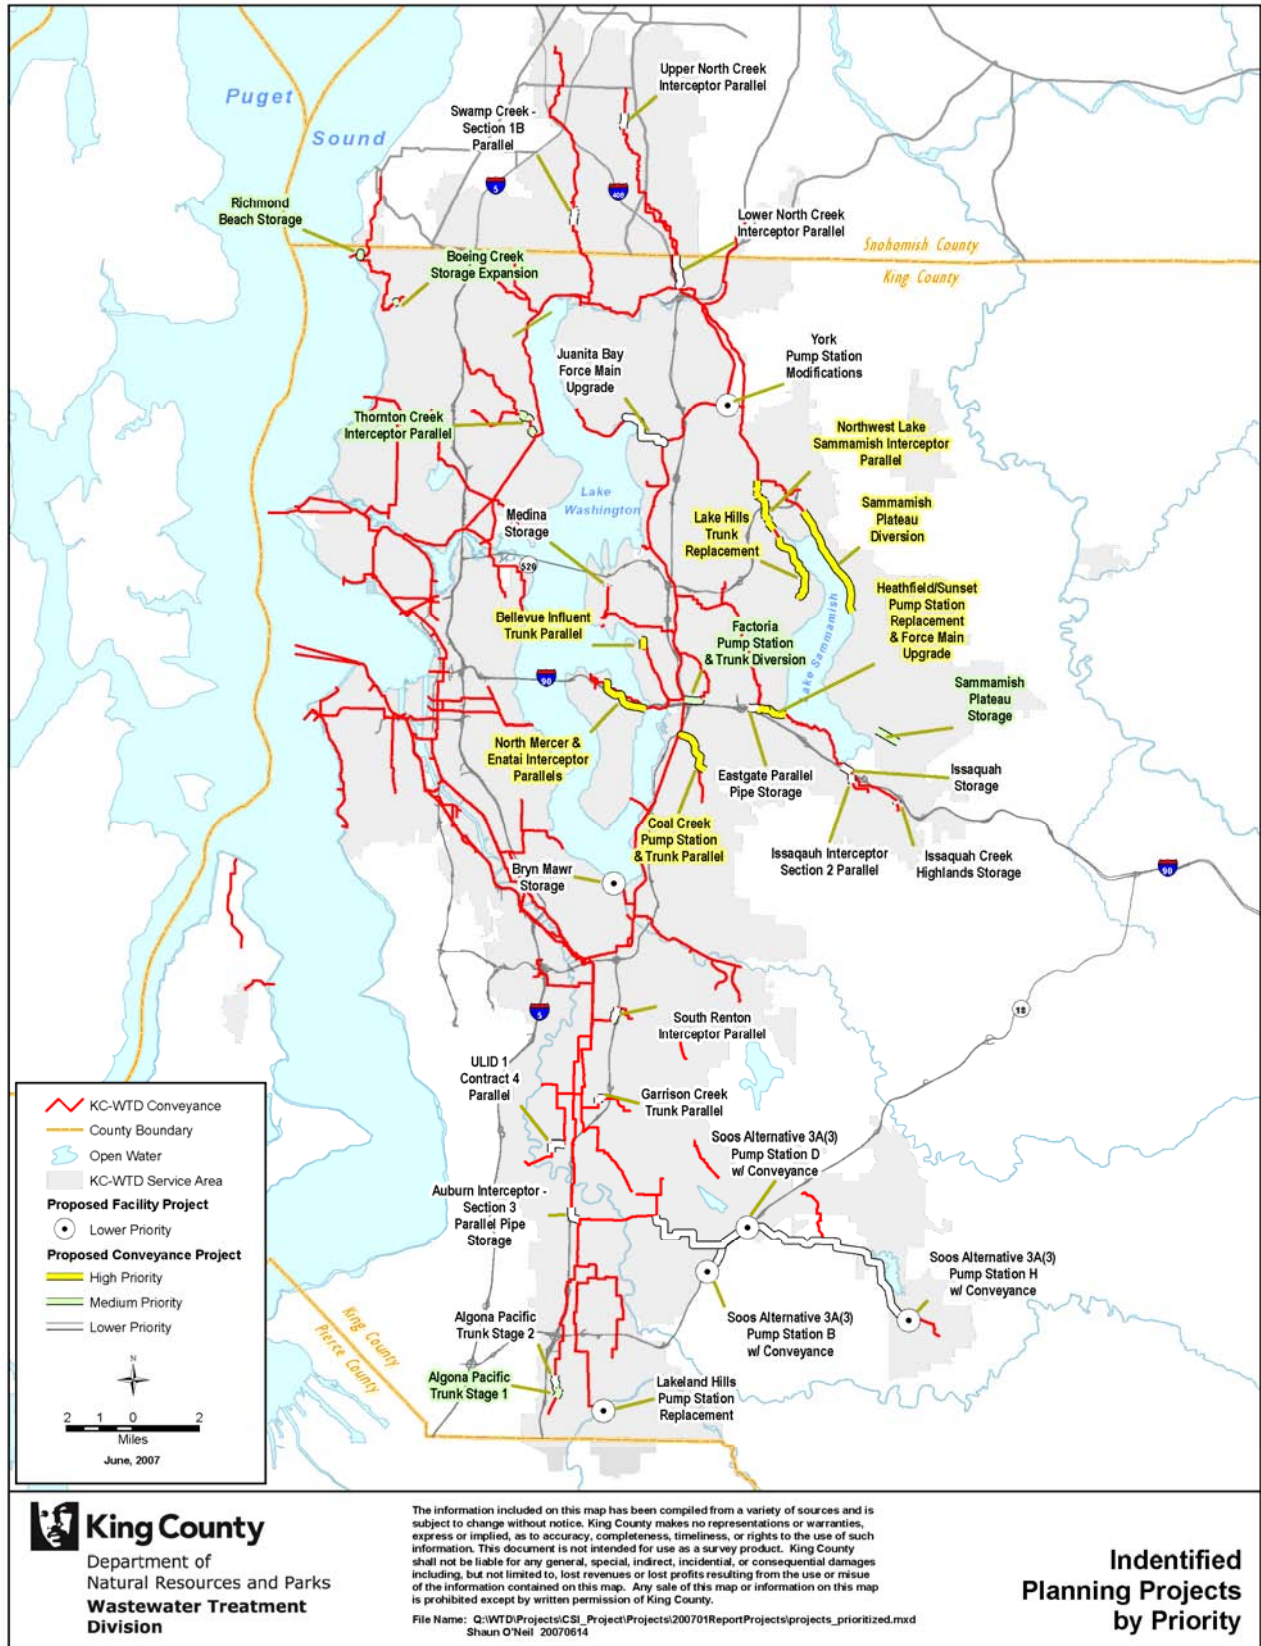 Puget
Sound
Upper North Creek
Interceptor Parallel
Swamp Creek -
Section 1B
Parallel
5
405
Richmond
Beach Storage
Lower North Creek
Interceptor Parallel
Snohomish County
King County
Boeing Creek
Storage Expansion
Juanita Bay
Force Main
Upgrade
York
Pump Station
Modifications
Thornton Creek
Interceptor Parallel
Northwest Lake
Sammamish Interceptor
Parallel
Lake
Washington
Medina
Storage
Lake Hills
Trunk
Replacement
Sammamish
Plateau
Diversion
520
Bellevue Influent
Trunk Parallel
Factoria
Pump Station
& Trunk Diversion
Heathfield/Sunset
Pump Station
Replacement
& Force Main
Upgrade
Lake Sammamish
90
Sammamish
Plateau
Storage
North Mercer &
Enatai Interceptor
Parallels
Eastgate Parallel
Pipe Storage
Issaquah
Storage
Coal Creek
Pump Station
& Trunk Parallel
Issaqauh Interceptor
Section 2 Parallel
Issaquah Creek
Highlands Storage
90
Bryn Mawr
Storage
5
18
South Renton
Interceptor Parallel
ULID 1
Contract 4
Parallel
Garrison Creek
Trunk Parallel
Soos Alternative 3A(3)
Pump Station D
w/ Conveyance
Auburn Interceptor -
Section 3
Parallel Pipe
Storage
Soos Alternative 3A(3)
Pump Station H
w/ Conveyance
Soos Alternative 3A(3)
Pump Station B
w/ Conveyance
Algona Pacific
Trunk Stage 2
King County
Pierce County
Algona Pacific
Trunk Stage 1
Lakeland Hills
Pump Station
Replacement
KC-WTD Conveyance
County Boundary
Open Water
KC-WTD Service Area
Proposed Facility Project
Lower Priority
Proposed Conveyance Project
High Priority
Medium Priority
Lower Priority
N
2 1 0 2
Miles
June, 2007
King County
Department of
Natural Resources and Parks
Wastewater Treatment
Division
The information included on this map has been compiled from a variety of sources and is
subject to change without notice. King County makes no representations or warranties,
express or implied, as to accuracy, completeness, timeliness, or rights to the use of such
information. This document is not intended for use as a survey product. King County
shall not be liable for any general, special, indirect, incidental, or consequential damages
including, but not limited to, lost revenues or lost profits resulting from the use or misue
of the information contained on this map. Any sale of this map or information on this map
is prohibited except by written permission of King County.
File Name: Q:\WTD\Projects\CSI_Project\Projects\200701ReportProjects\projects_prioritized.mxd
Shaun O'Neil 20070614
Indentified
Planning Projects
by Priority